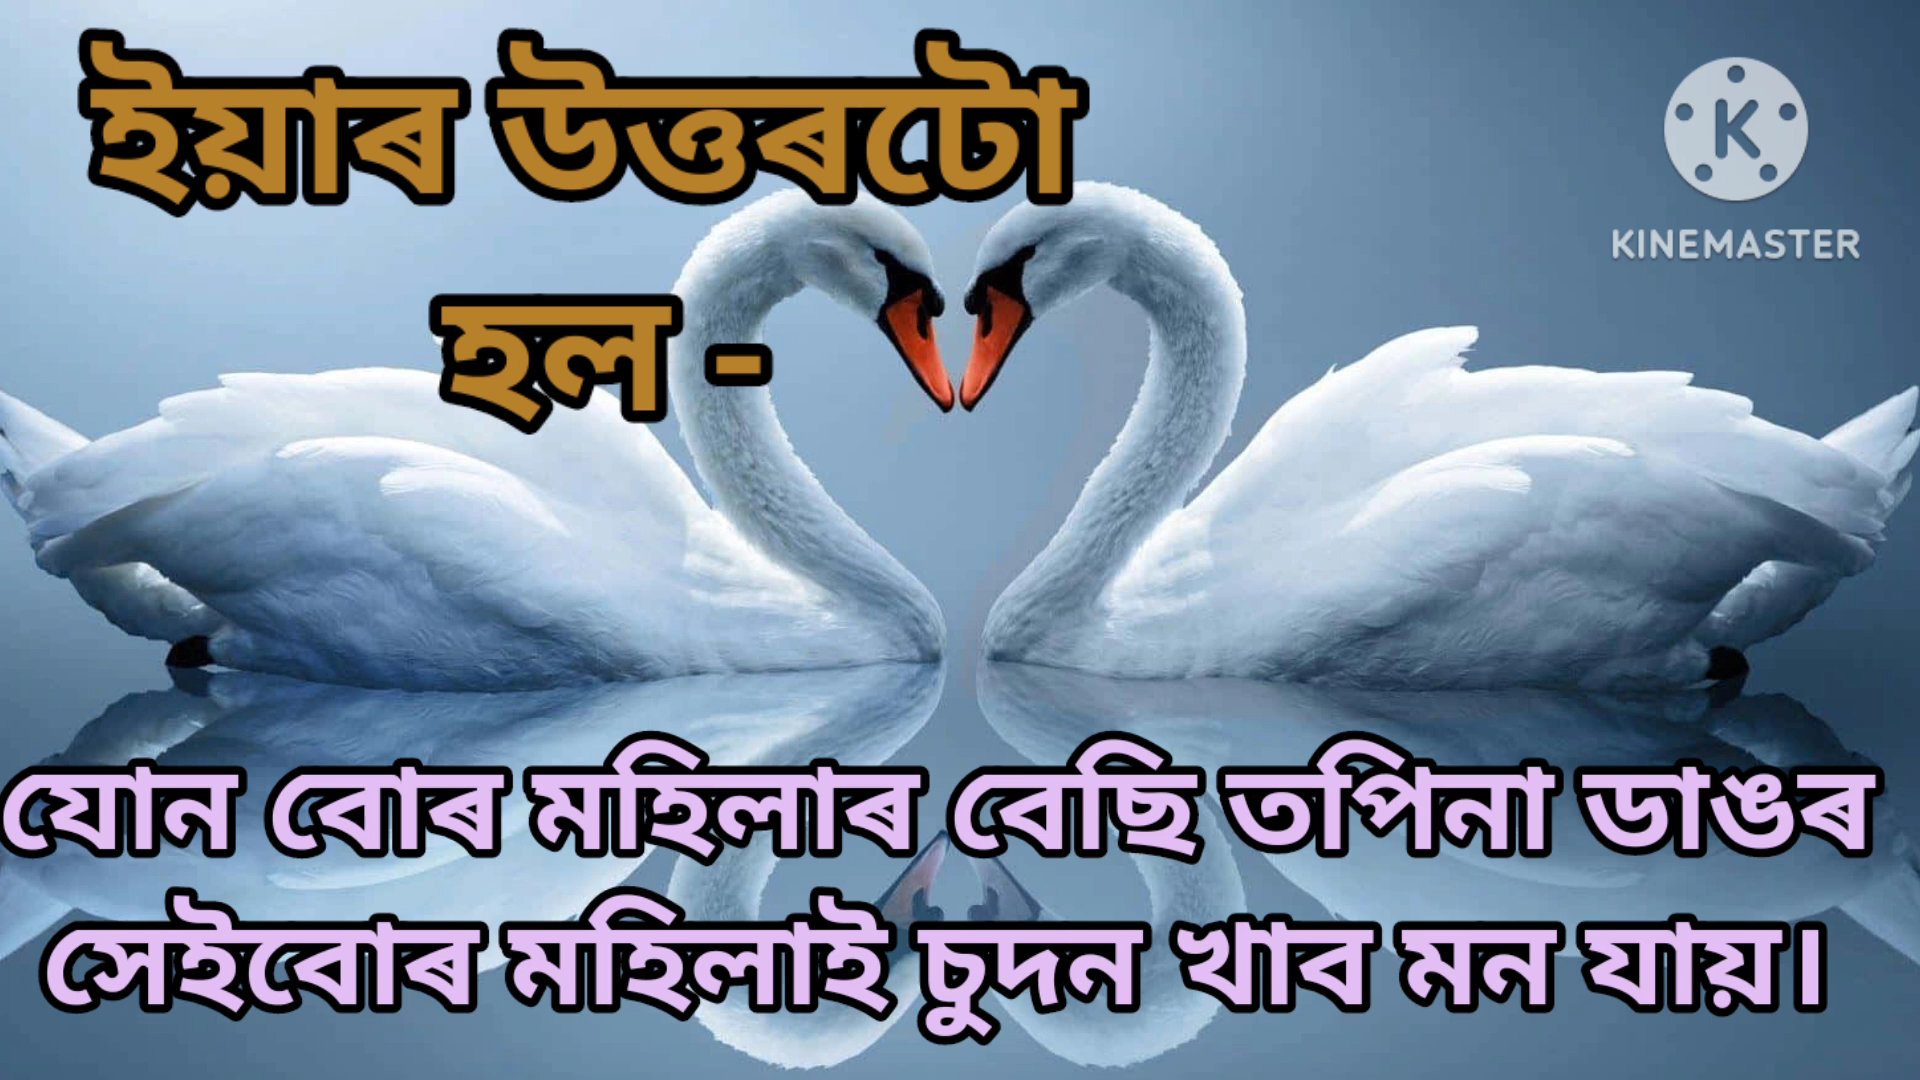 ইয়াৰ উত্তৰটো
হল -
KINEMASTER
যোন বোৰ মহিলাৰ বেছি তপিনা ডাঙৰ
সেইবোৰ মহিলাই চুদন খাব মন যায়।